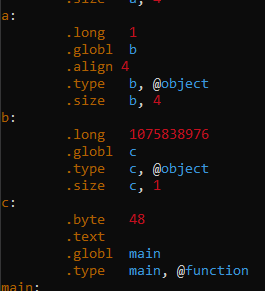 .size a, 4
a:
.long 1
.globl b
.align 4
.type b, @object
.size b, 4
b:
.long 1075838976
.globl c
.type c, @object
.size c, 1
c:
.byte 48
.text
.globl main
.type main, @function
main: